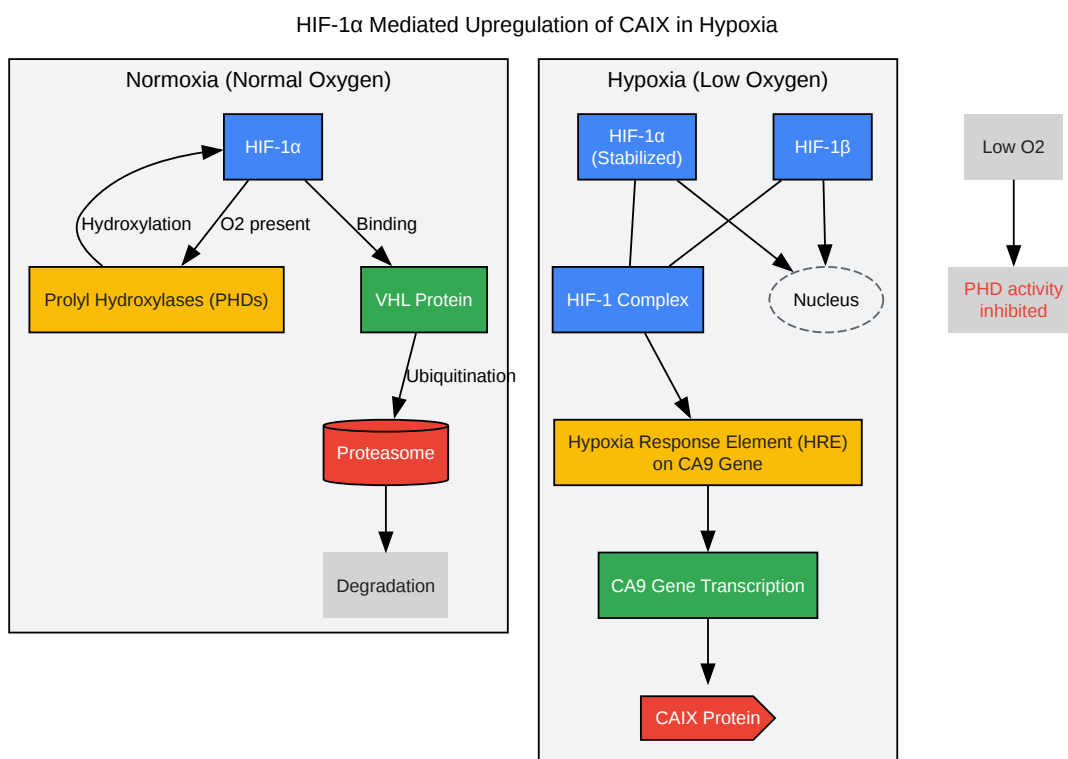 HIF-1α Mediated Upregulation of CAIX in Hypoxia
Normoxia (Normal Oxygen)
HIF-1α
Hydroxylation
O2 present
Binding
Prolyl Hydroxylases (PHDs)
VHL Protein
Ubiquitination
Proteasome
Degradation
Hypoxia (Low Oxygen)
HIF-1α
(Stabilized)
HIF-1β
HIF-1 Complex
Nucleus
Hypoxia Response Element (HRE)
on CA9 Gene
CA9 Gene Transcription
CAIX Protein
Low O2
PHD activity
inhibited